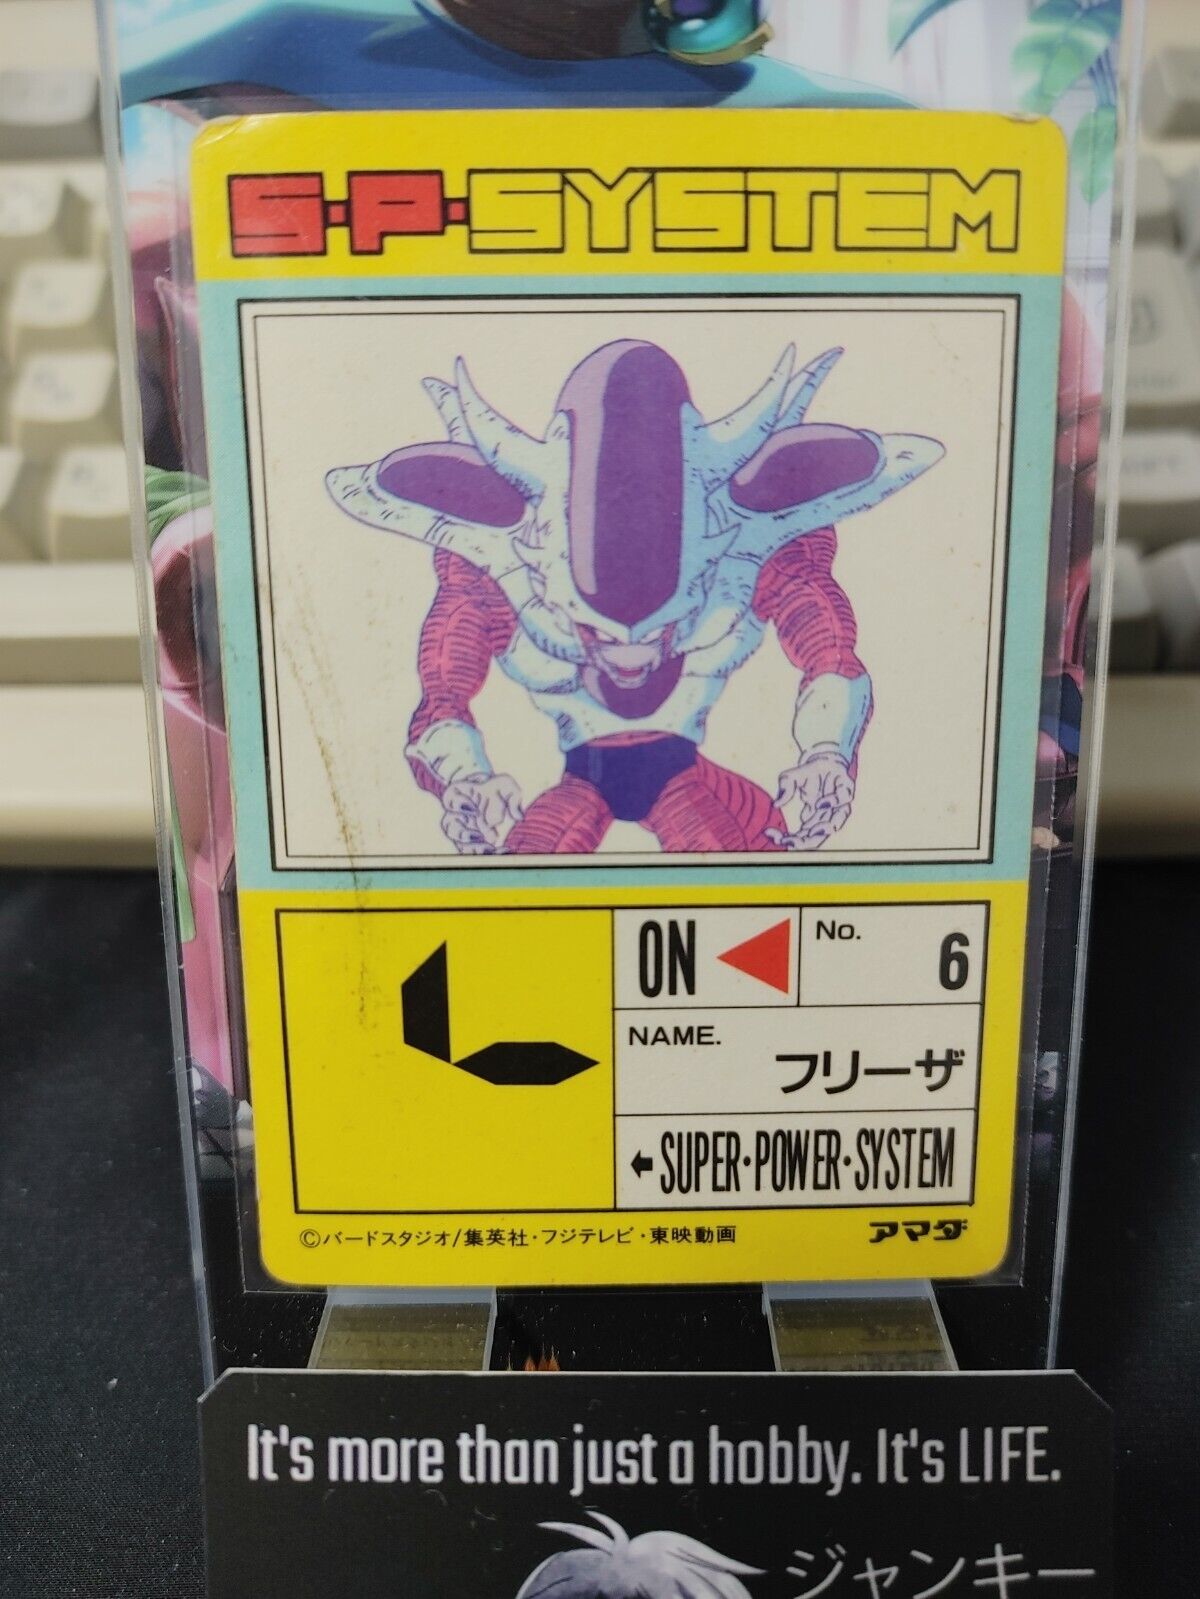 S·P·SYSTEM
ON
No. 6
NAME.
フリーザ
SUPER·POWER·SYSTEM
©バードスタジオ/集英社・フジテレビ・東映動画
アマダ
It's more than just a hobby. It's LIFE.
ジャンキー